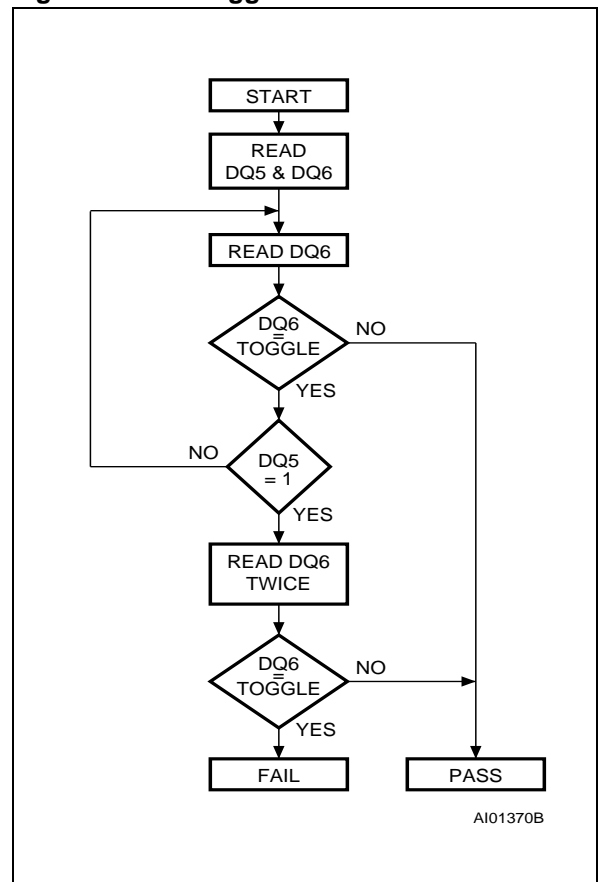 START
READ
DQ5 & DQ6
READ DQ6
DQ6
=
TOGGLE
NO
YES
NO
DQ5
= 1
YES
READ DQ6
TWICE
DQ6
=
TOGGLE
NO
YES
FAIL
PASS
AI01370B